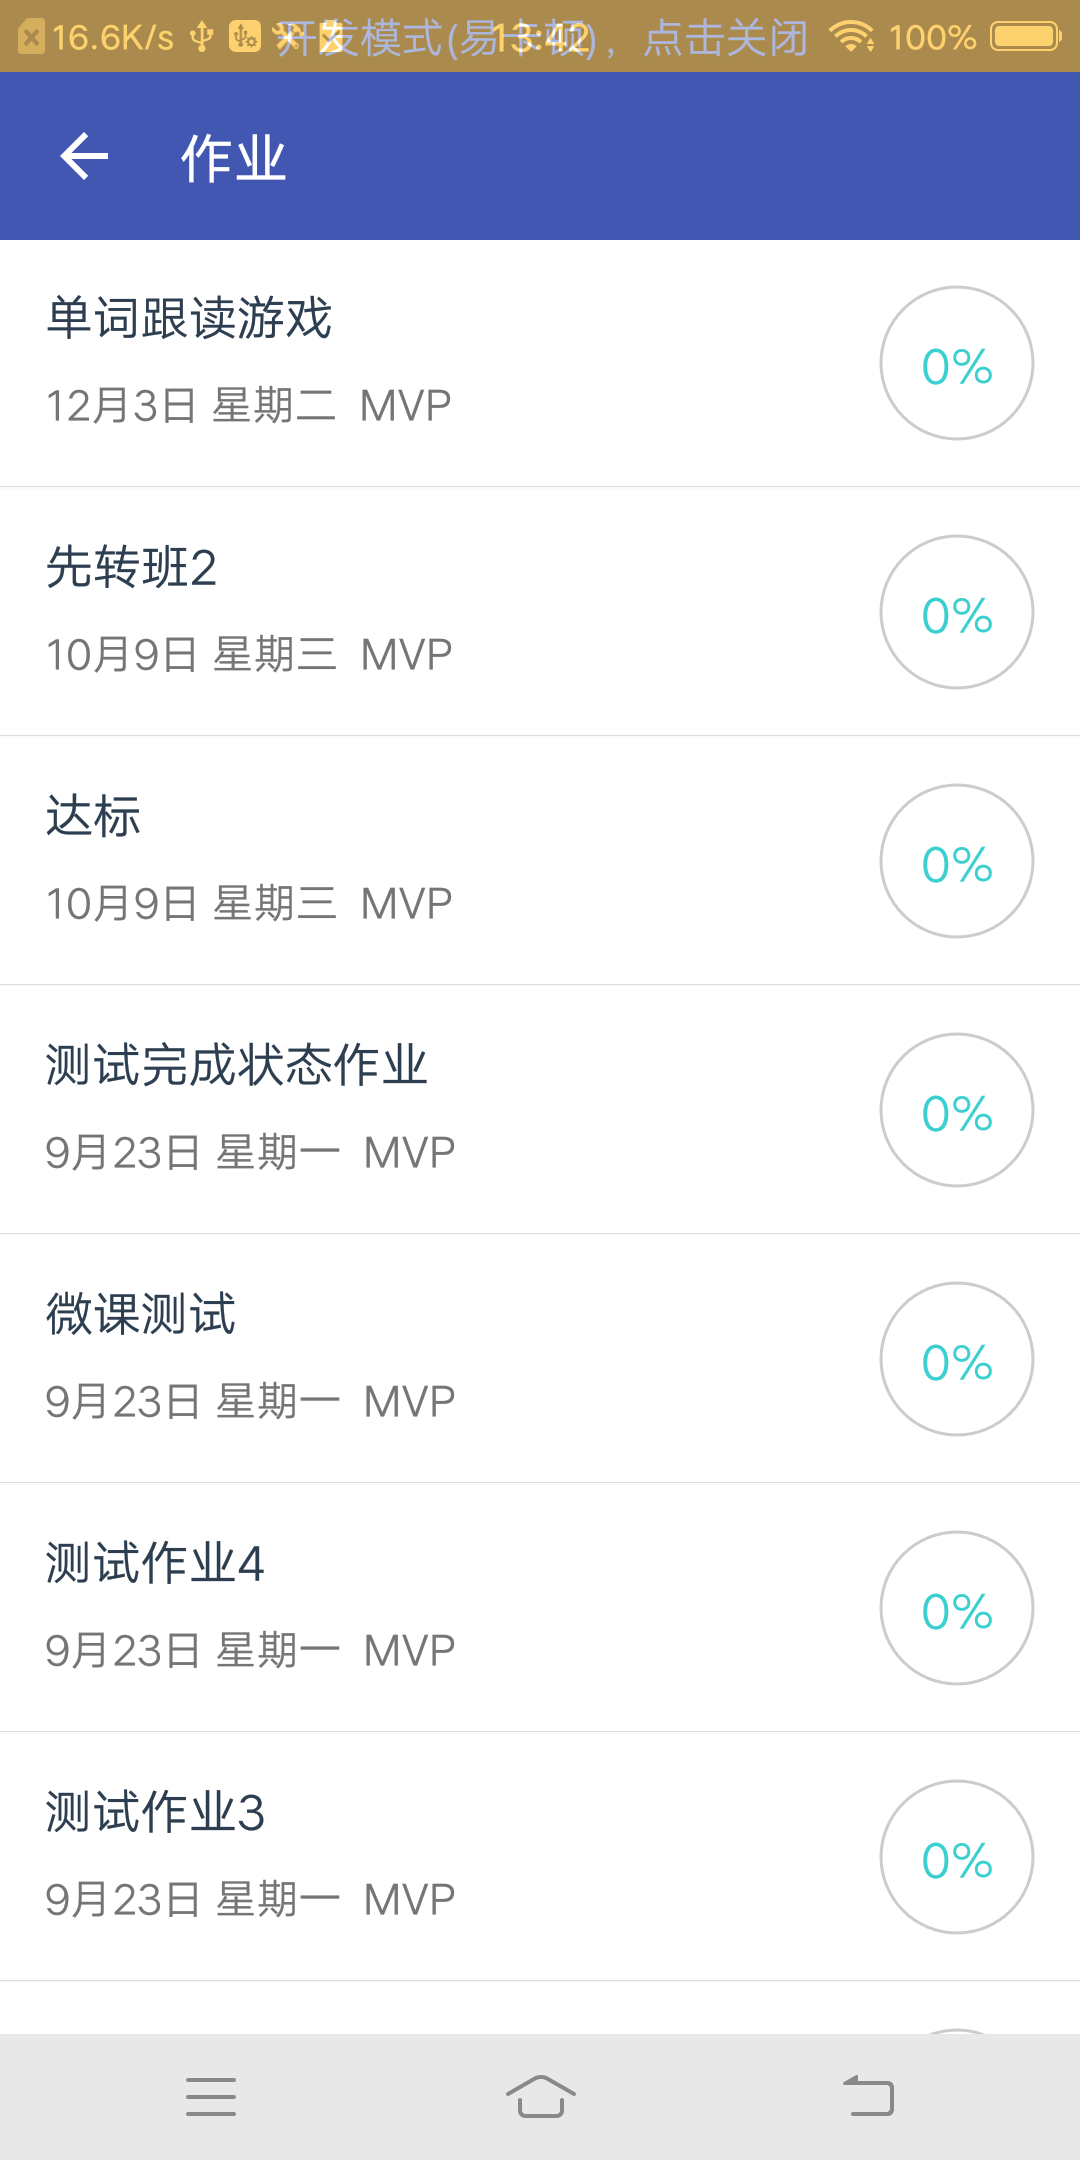 16.6K/s 开发模式(易卡顿)，点击关闭 13:42 100%
作业
单词跟读游戏
0%
12月3日 星期二 MVP
先转班2
0%
10月9日 星期三 MVP
达标
0%
10月9日 星期三 MVP
测试完成状态作业
0%
9月23日 星期一 MVP
微课测试
0%
9月23日 星期一 MVP
测试作业4
0%
9月23日 星期一 MVP
测试作业3
0%
9月23日 星期一 MVP